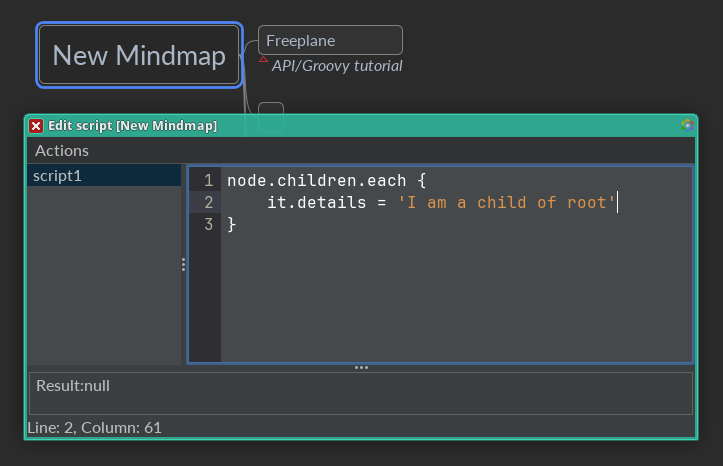 New Mindmap
Freeplane
API/Groovy tutorial
Edit script [New Mindmap]
Actions
script1
1 node.children.each {
2     it.details = 'I am a child of root'
3 }
Result:null
Line: 2, Column: 61